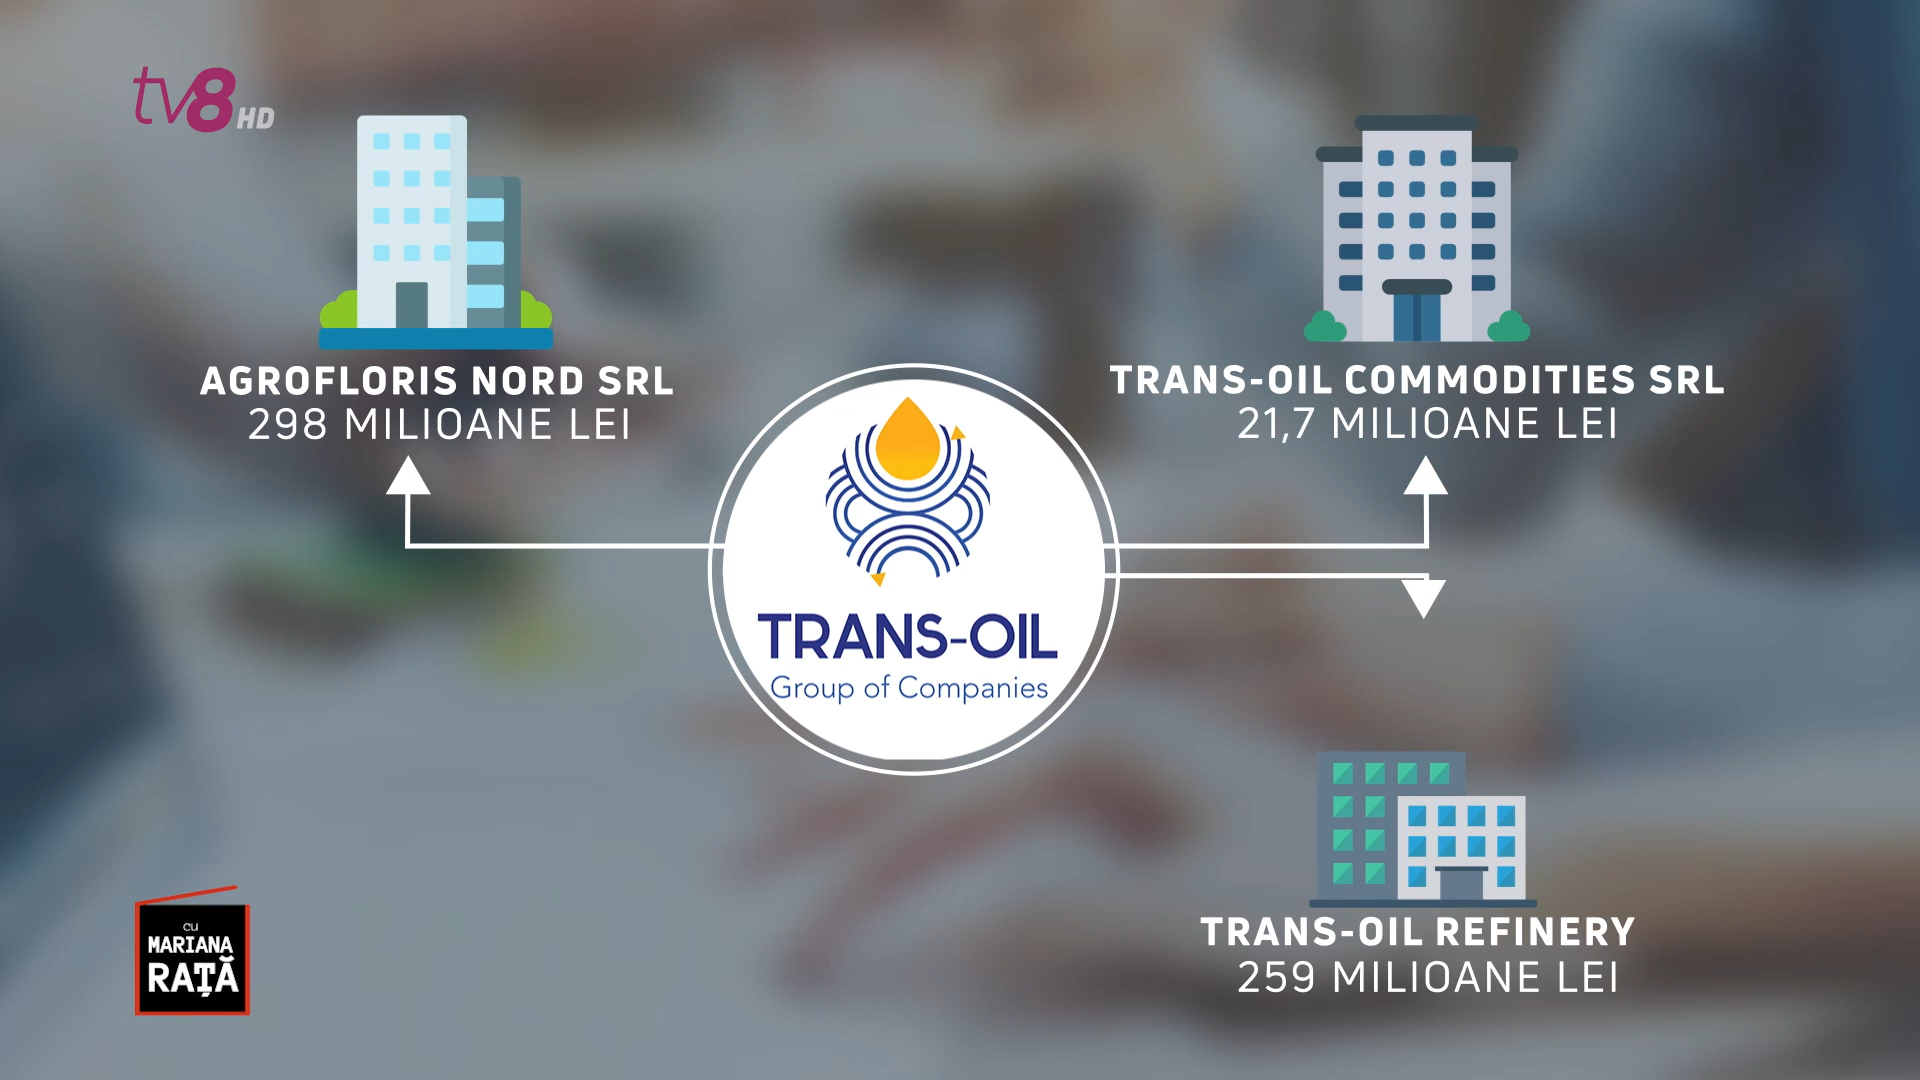 tv8 HD
AGROFLORIS NORD SRL
298 MILIOANE LEI
TRANS-OIL COMMODITIES SRL
21,7 MILIOANE LEI
TRANS-OIL
Group of Companies
TRANS-OIL REFINERY
259 MILIOANE LEI
cu
MARIANA
RAȚĂ